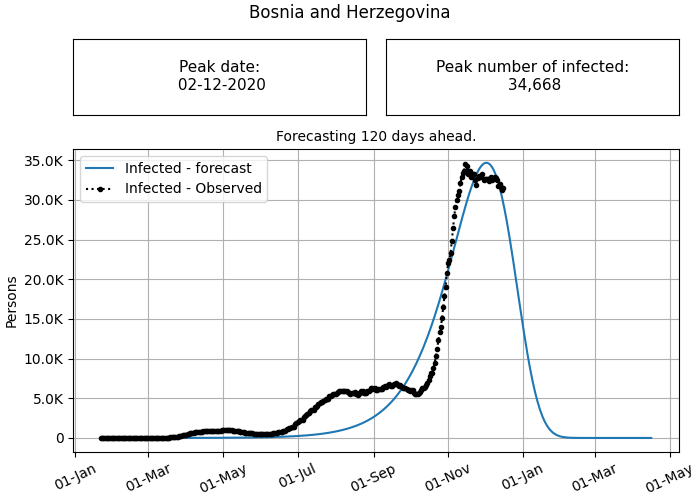 Bosnia and Herzegovina
Peak date:
02-12-2020
Peak number of infected:
34,668
Forecasting 120 days ahead.
Infected - forecast
Infected - Observed
Persons
35.0K
30.0K
25.0K
20.0K
15.0K
10.0K
5.0K
0
01-Jan
01-Mar
01-May
01-Jul
01-Sep
01-Nov
01-Jan
01-Mar
01-May